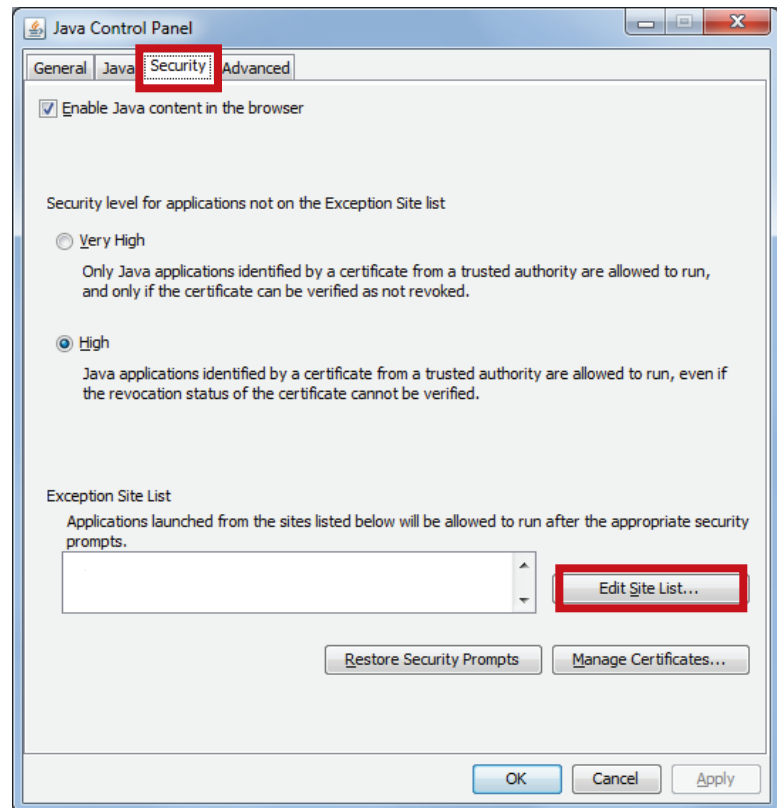 Java Control Panel
General Java Security Advanced
Enable Java content in the browser
Security level for applications not on the Exception Site list
Very High
Only Java applications identified by a certificate from a trusted authority are allowed to run,
and only if the certificate can be verified as not revoked.
High
Java applications identified by a certificate from a trusted authority are allowed to run, even if
the revocation status of the certificate cannot be verified.
Exception Site List
Applications launched from the sites listed below will be allowed to run after the appropriate security
prompts.
Edit Site List...
Restore Security Prompts Manage Certificates...
OK Cancel Apply